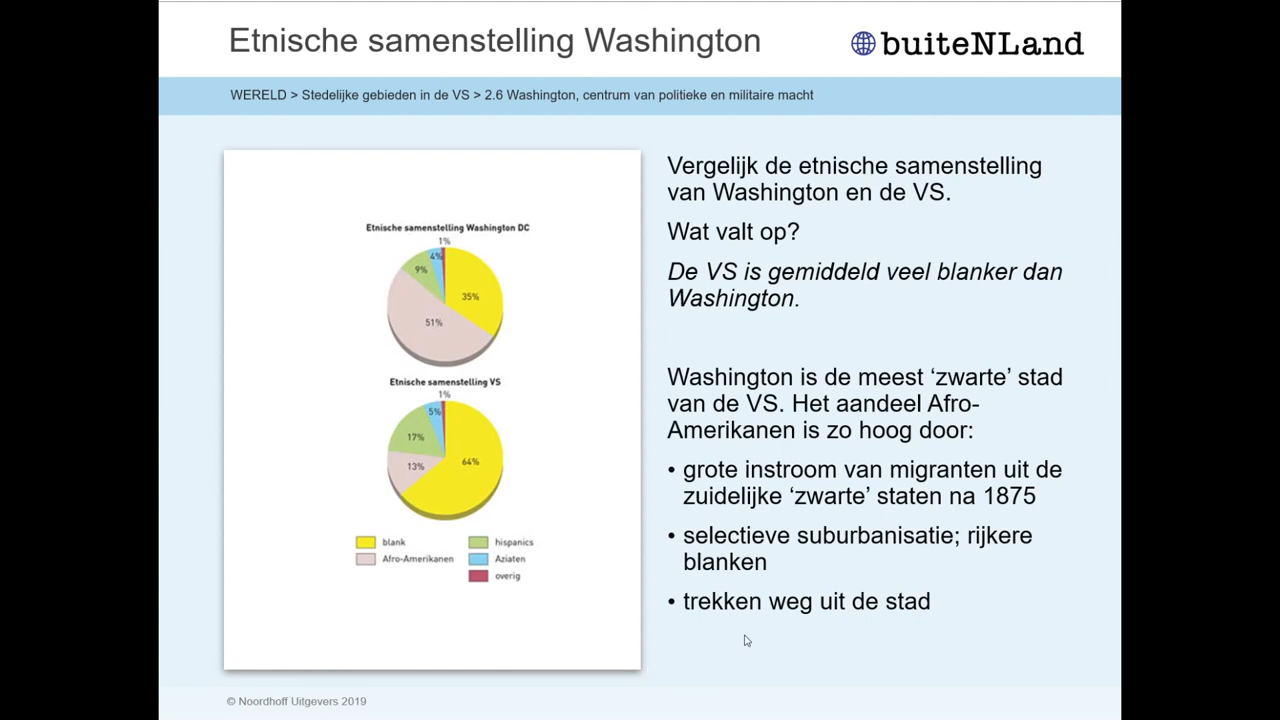 Etnische samenstelling Washington
buiteNLand
WERELD > Stedelijke gebieden in de VS > 2.6 Washington, centrum van politieke en militaire macht
Etnische samenstelling Washington DC
1%
4%
9%
35%
51%
Etnische samenstelling VS
1%
5%
17%
13%
64%
blank
hispanics
Afro-Amerikanen
Aziaten
overig
Vergelijk de etnische samenstelling
van Washington en de VS.
Wat valt op?
De VS is gemiddeld veel blanker dan
Washington.
Washington is de meest ‘zwarte’ stad
van de VS. Het aandeel Afro-
Amerikanen is zo hoog door:
• grote instroom van migranten uit de
zuidelijke ‘zwarte’ staten na 1875
• selectieve suburbanisatie; rijkere
blanken
• trekken weg uit de stad
© Noordhoff Uitgevers 2019